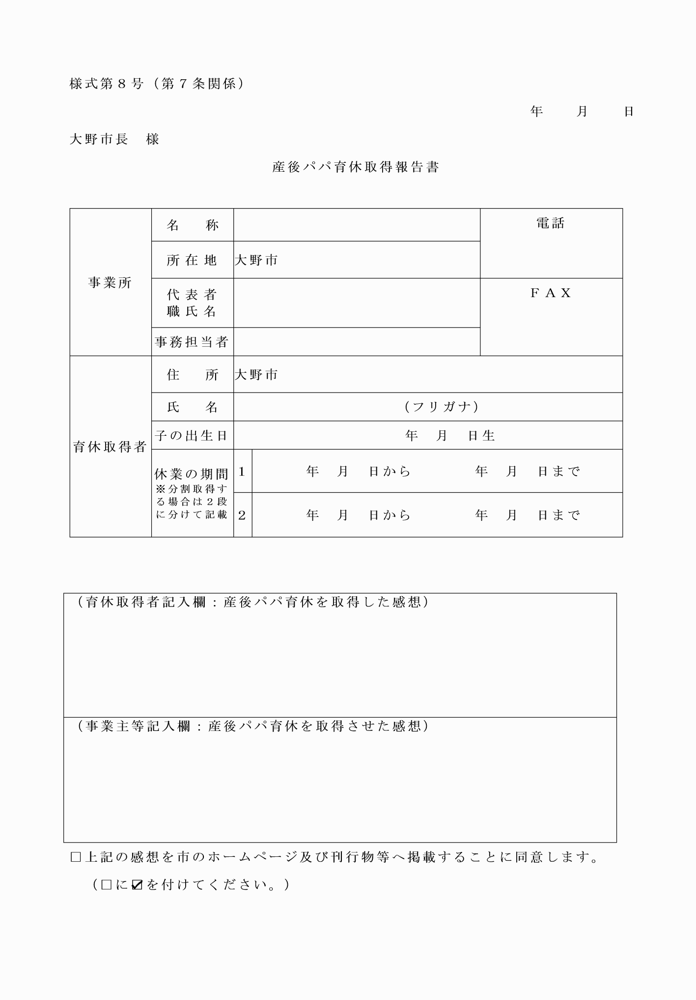 様式第８号（第７条関係）
年　　月　　日
大野市長　様
産後パパ育休取得報告書
事業所
名　　称
電話
所在地
大野市
代表者
職氏名
ＦＡＸ
事務担当者
育休取得者
住　　所
大野市
氏　　名
（フリガナ）
子の出生日
年　月　日生
休業の期間
※分割取得す
る場合は２段
に分けて記載
1
年　月　日から　　　　年　月　日まで
2
年　月　日から　　　　年　月　日まで
（育休取得者記入欄：産後パパ育休を取得した感想）
（事業主等記入欄：産後パパ育休を取得させた感想）
□上記の感想を市のホームページ及び刊行物等へ掲載することに同意します。
（□に☑を付けてください。）